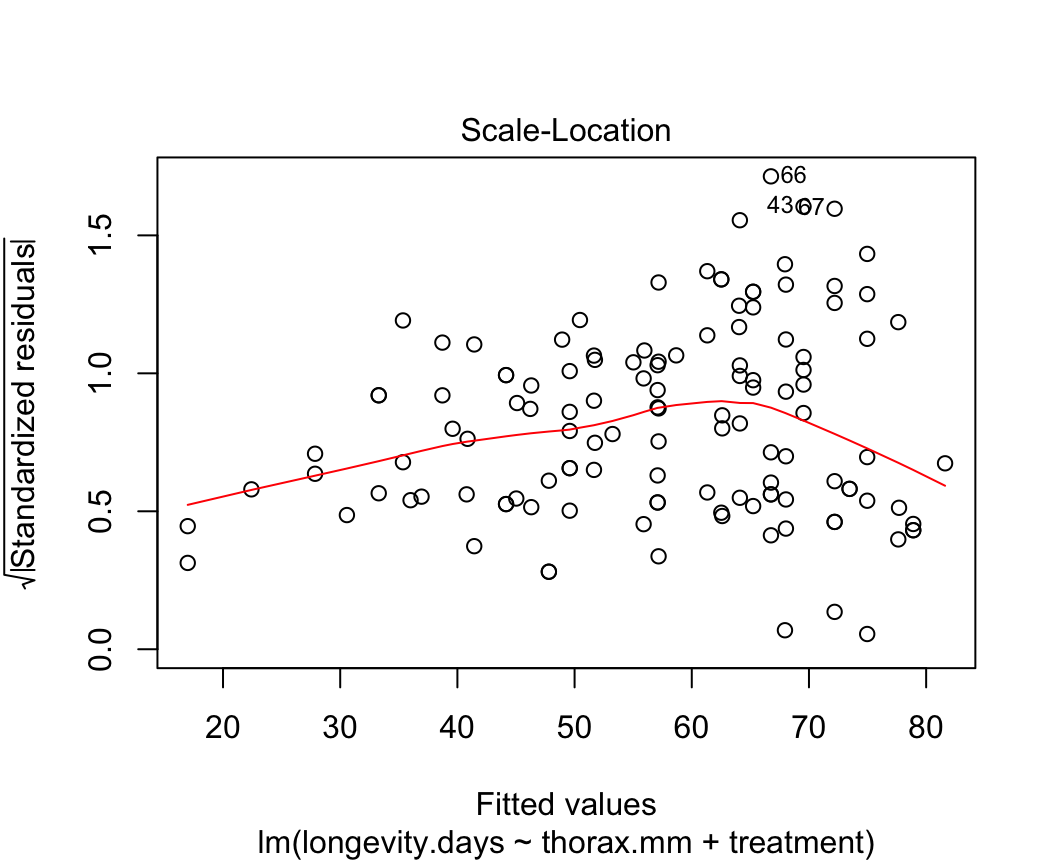 Scale-Location
66
43 67
√|Standardized residuals|
1.5
1.0
0.5
0.0
20 30 40 50 60 70 80
Fitted values
lm(longevity.days ~ thorax.mm + treatment)